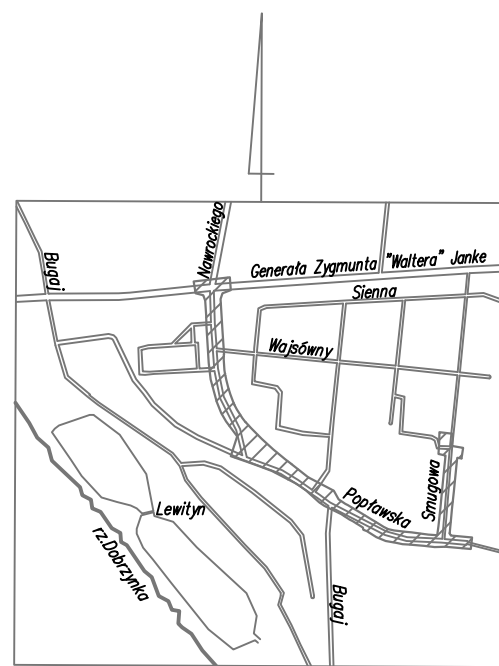 Nawrockiego
Bugaj
Generała Zygmunta "Waltera" Janke
Sienna
Wajsówny
Smugowa
Popławska
Lewityn
rz.Dobrzynka
Bugaj